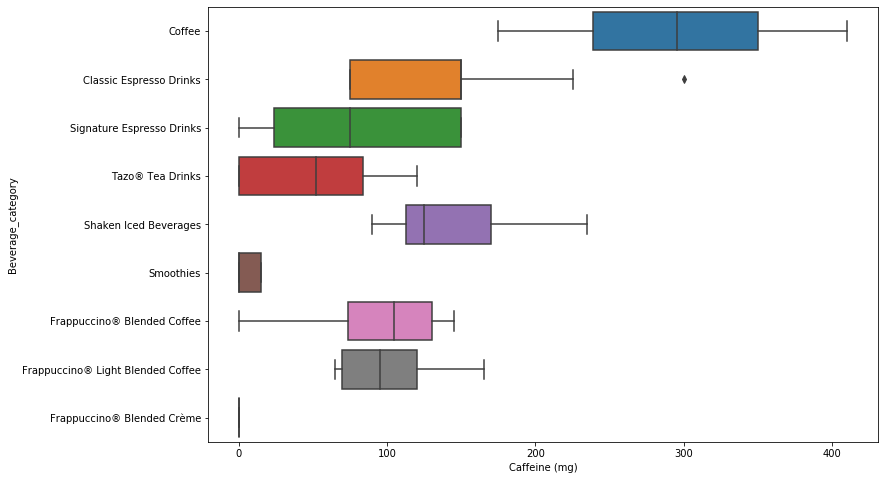 Coffee
Classic Espresso Drinks
Signature Espresso Drinks
Tazo® Tea Drinks
Shaken Iced Beverages
Smoothies
Frappuccino® Blended Coffee
Frappuccino® Light Blended Coffee
Frappuccino® Blended Crème
Beverage_category
0 100 200 300 400
Caffeine (mg)